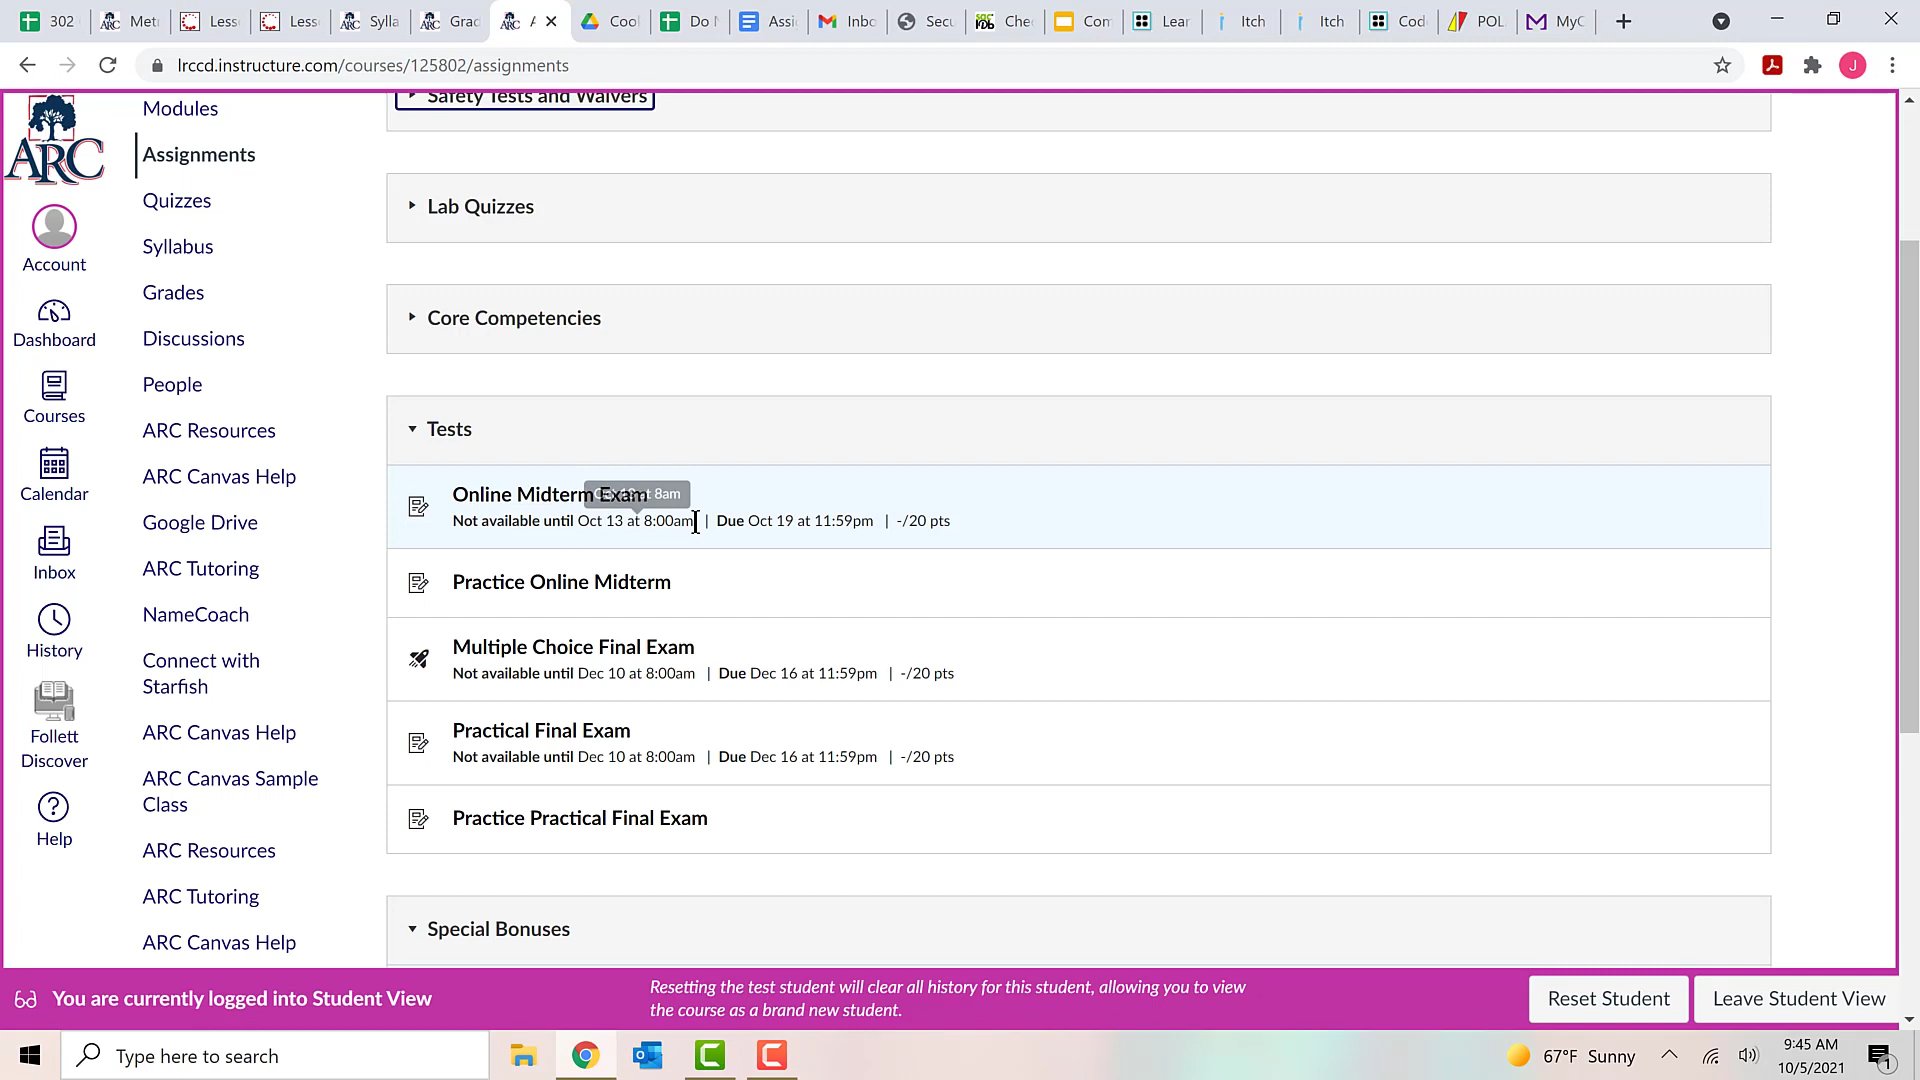 302
Metr
Less
Less
Sylla
Grad
A
Cool
Do N
Assi
Inbo
Secu
Che
Con
Lear
Itch
Itch
Cod
POL
MyC
lrccd.instructure.com/courses/125802/assignments
J
ARC
Account
Dashboard
Courses
Calendar
Inbox
History
Follett
Discover
Help
Modules
Assignments
Quizzes
Syllabus
Grades
Discussions
People
ARC Resources
ARC Canvas Help
Google Drive
ARC Tutoring
NameCoach
Connect with
Starfish
ARC Canvas Help
ARC Canvas Sample
Class
ARC Resources
ARC Tutoring
ARC Canvas Help
Safety Tests and Waivers
Lab Quizzes
Core Competencies
Tests
Online Midterm Exam
at 8am
Not available until Oct 13 at 8:00am | Due Oct 19 at 11:59pm | -/20 pts
Practice Online Midterm
Multiple Choice Final Exam
Not available until Dec 10 at 8:00am | Due Dec 16 at 11:59pm | -/20 pts
Practical Final Exam
Not available until Dec 10 at 8:00am | Due Dec 16 at 11:59pm | -/20 pts
Practice Practical Final Exam
Special Bonuses
You are currently logged into Student View
Resetting the test student will clear all history for this student, allowing you to view
the course as a brand new student.
Reset Student
Leave Student View
Type here to search
67°F Sunny
9:45 AM
10/5/2021
1